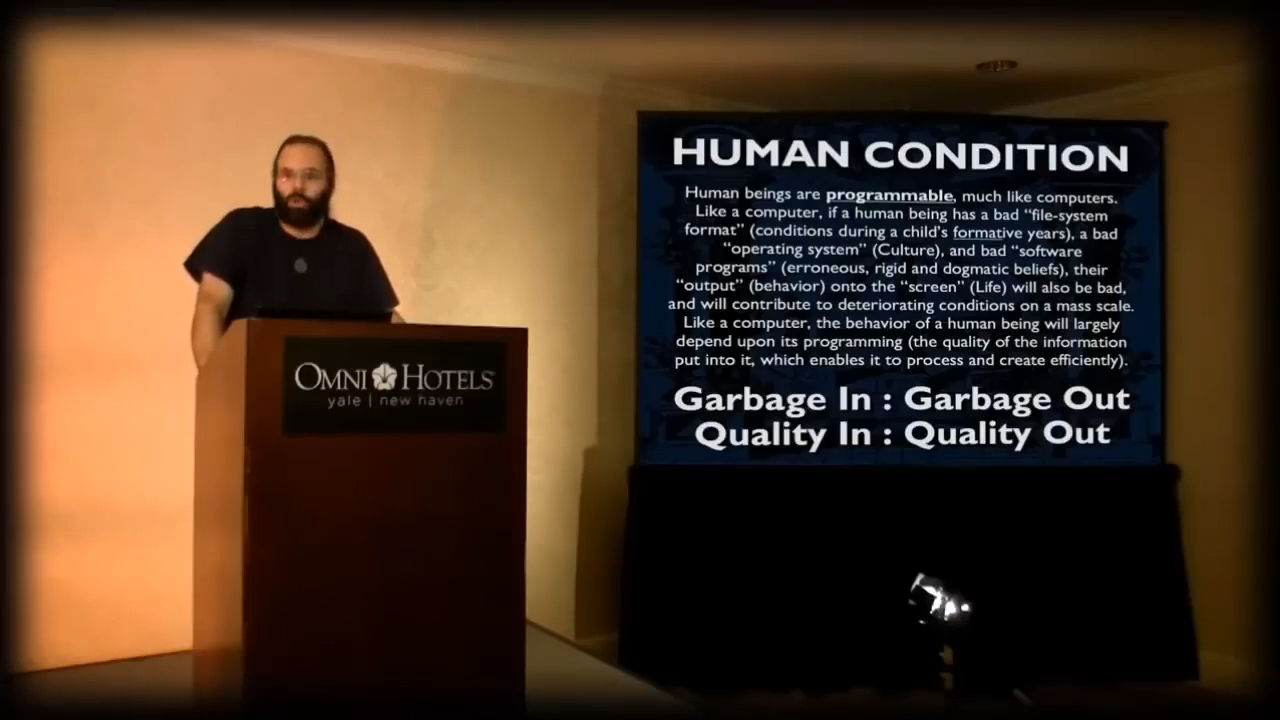 HUMAN CONDITION
Human beings are programmable, much like computers.
Like a computer, if a human being has a bad "file-system
format" (conditions during a child's formative years), a bad
"operating system" (Culture), and bad "software
programs" (erroneous, rigid and dogmatic beliefs), their
"output" (behavior) onto the "screen" (Life) will also be bad,
and will contribute to deteriorating conditions on a mass scale.
Like a computer, the behavior of a human being will largely
depend upon its programming (the quality of the information
put into it, which enables it to process and create efficiently).
Garbage In : Garbage Out
Quality In : Quality Out
OMNI HOTELS
yale | new haven